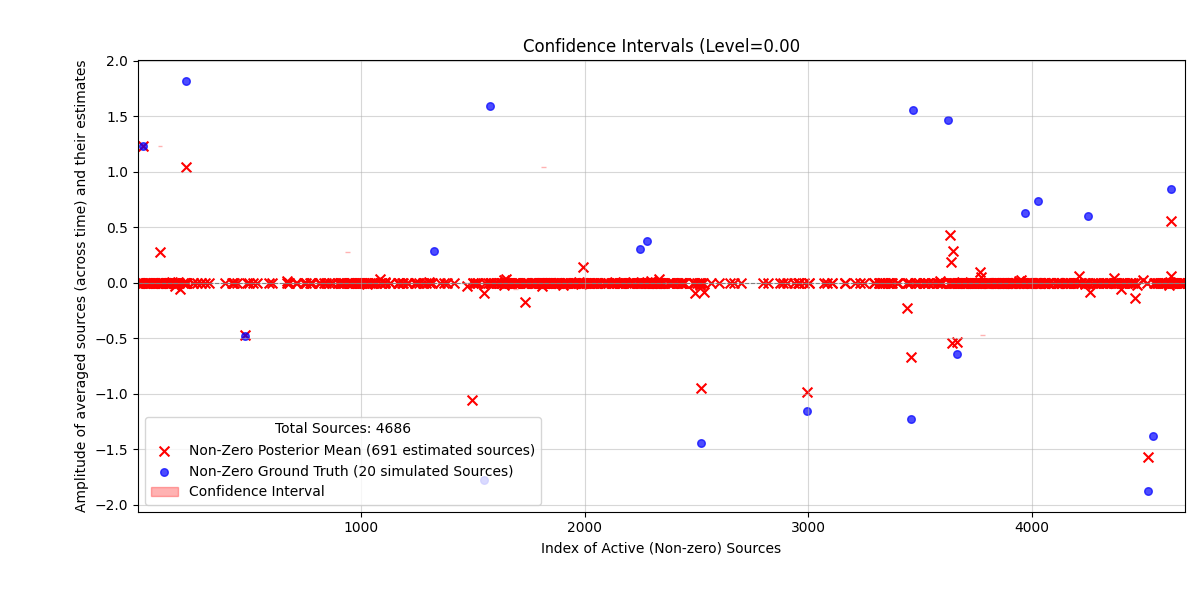 Confidence Intervals (Level=0.00
Amplitude of averaged sources (across time) and their estimates
2.0
1.5
1.0
0.5
0.0
−0.5
−1.0
−1.5
−2.0
Total Sources: 4686
Non-Zero Posterior Mean (691 estimated sources)
Non-Zero Ground Truth (20 simulated Sources)
Confidence Interval
1000
2000
3000
4000
Index of Active (Non-zero) Sources